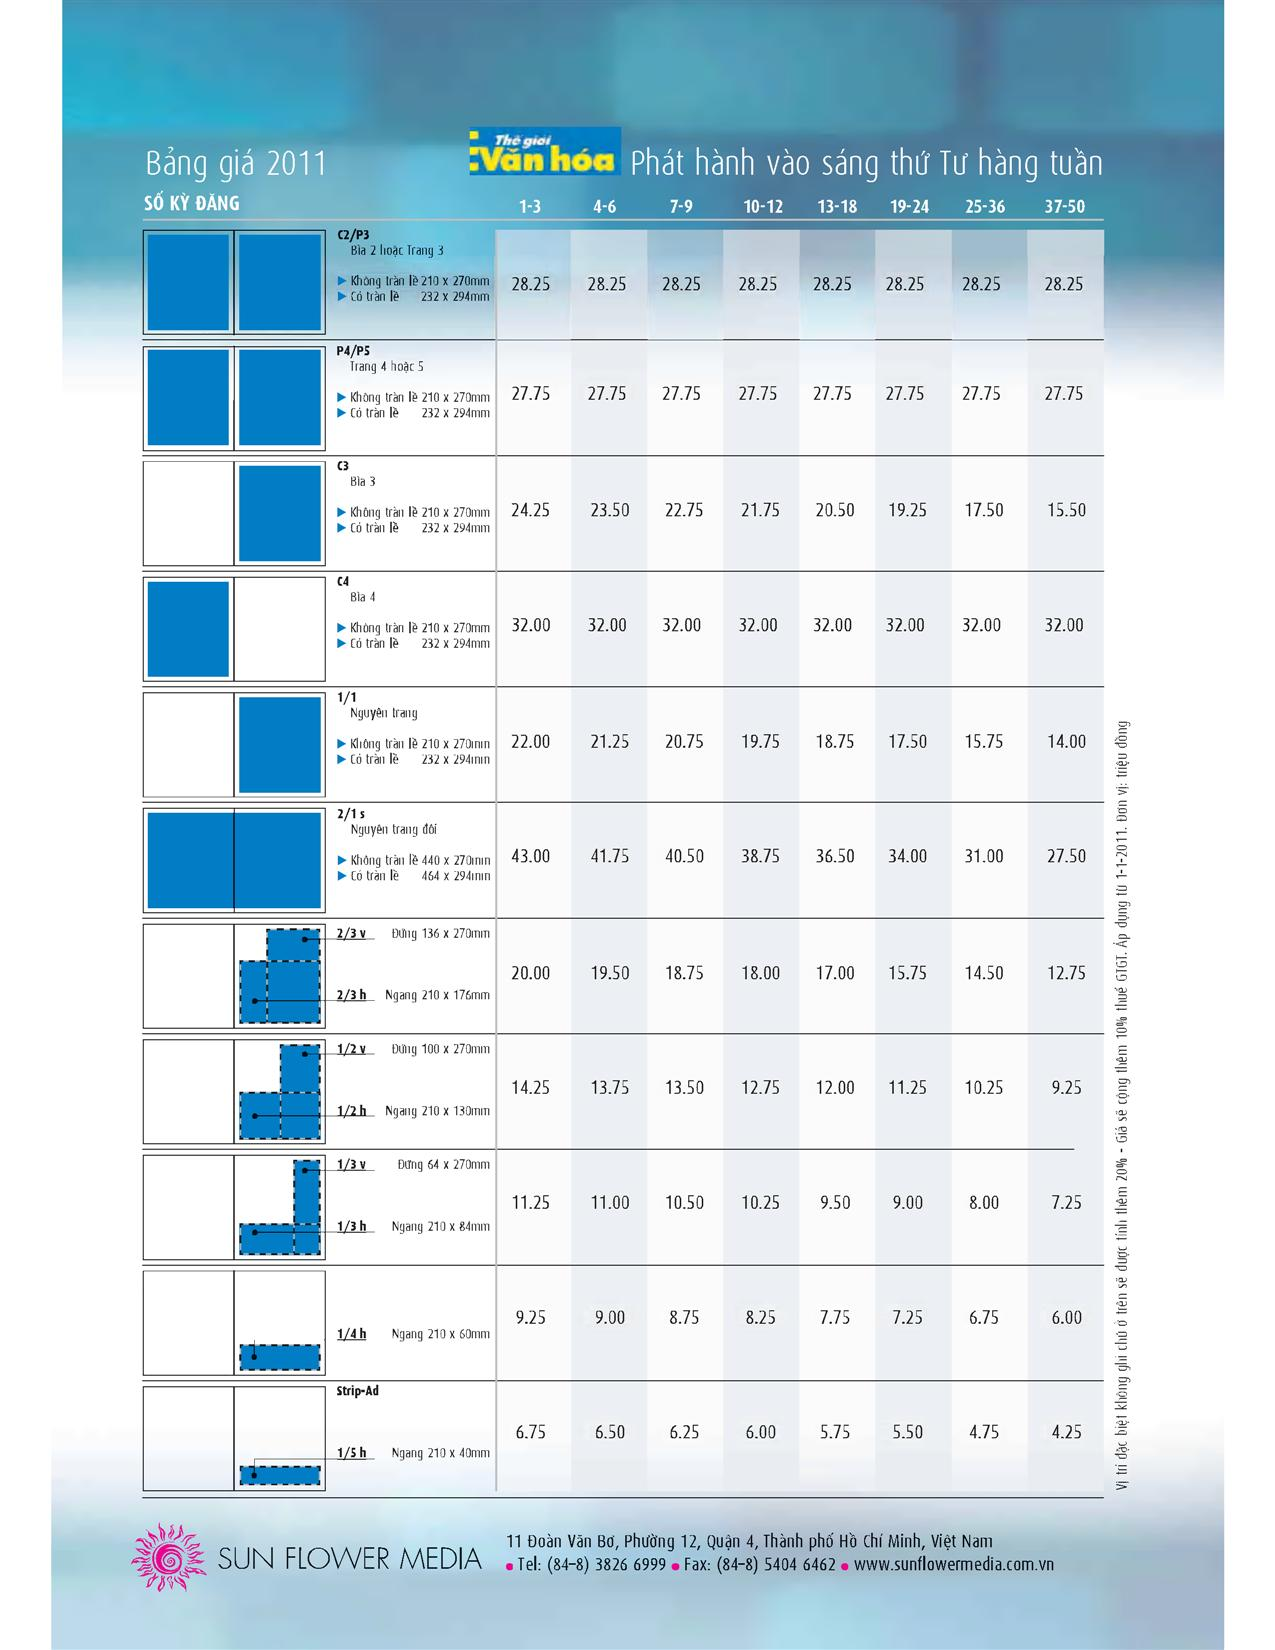 Bảng giá 2011
Thế giới
Văn hóa
Phát hành vào sáng thứ Tư hàng tuần
SỐ KỲ ĐĂNG 1-3 4-6 7-9 10-12 13-18 19-24 25-36 37-50
C2/P3
Bìa 2 hoặc Trang 3
Không tràn lề 210 x 270mm
Có tràn lề 232 x 294mm
28.25 28.25 28.25 28.25 28.25 28.25 28.25 28.25
P4/P5
Trang 4 hoặc 5
Không tràn lề 210 x 270mm
Có tràn lề 232 x 294mm
27.75 27.75 27.75 27.75 27.75 27.75 27.75 27.75
C3
Bìa 3
Không tràn lề 210 x 270mm
Có tràn lề 232 x 294mm
24.25 23.50 22.75 21.75 20.50 19.25 17.50 15.50
C4
Bìa 4
Không tràn lề 210 x 270mm
Có tràn lề 232 x 294mm
32.00 32.00 32.00 32.00 32.00 32.00 32.00 32.00
1/1
Nguyên trang
Không tràn lề 210 x 270mm
Có tràn lề 232 x 294mm
22.00 21.25 20.75 19.75 18.75 17.50 15.75 14.00
2/1 s
Nguyên trang đôi
Không tràn lề 440 x 270mm
Có tràn lề 464 x 294mm
43.00 41.75 40.50 38.75 36.50 34.00 31.00 27.50
2/3 v Đứng 136 x 270mm
2/3 h Ngang 210 x 176mm
20.00 19.50 18.75 18.00 17.00 15.75 14.50 12.75
1/2 v Đứng 100 x 270mm
1/2 h Ngang 210 x 130mm
14.25 13.75 13.50 12.75 12.00 11.25 10.25 9.25
1/3 v Đứng 64 x 270mm
1/3 h Ngang 210 x 84mm
11.25 11.00 10.50 10.25 9.50 9.00 8.00 7.25
1/4 h Ngang 210 x 60mm
9.25 9.00 8.75 8.25 7.75 7.25 6.75 6.00
Strip-Ad
1/5 h Ngang 210 x 40mm
6.75 6.50 6.25 6.00 5.75 5.50 4.75 4.25
Vị trí đặc biệt không ghi chú ở trên sẽ được tính thêm 20% - Giá sẽ cộng thêm 10% thuế GTGT. Áp dụng từ 1-1-2011. Đơn vị: triệu đồng
SUN FLOWER MEDIA
11 Đoàn Văn Bơ, Phường 12, Quận 4, Thành phố Hồ Chí Minh, Việt Nam
• Tel: (84-8) 3826 6999 • Fax: (84-8) 5404 6462 • www.sunflowermedia.com.vn